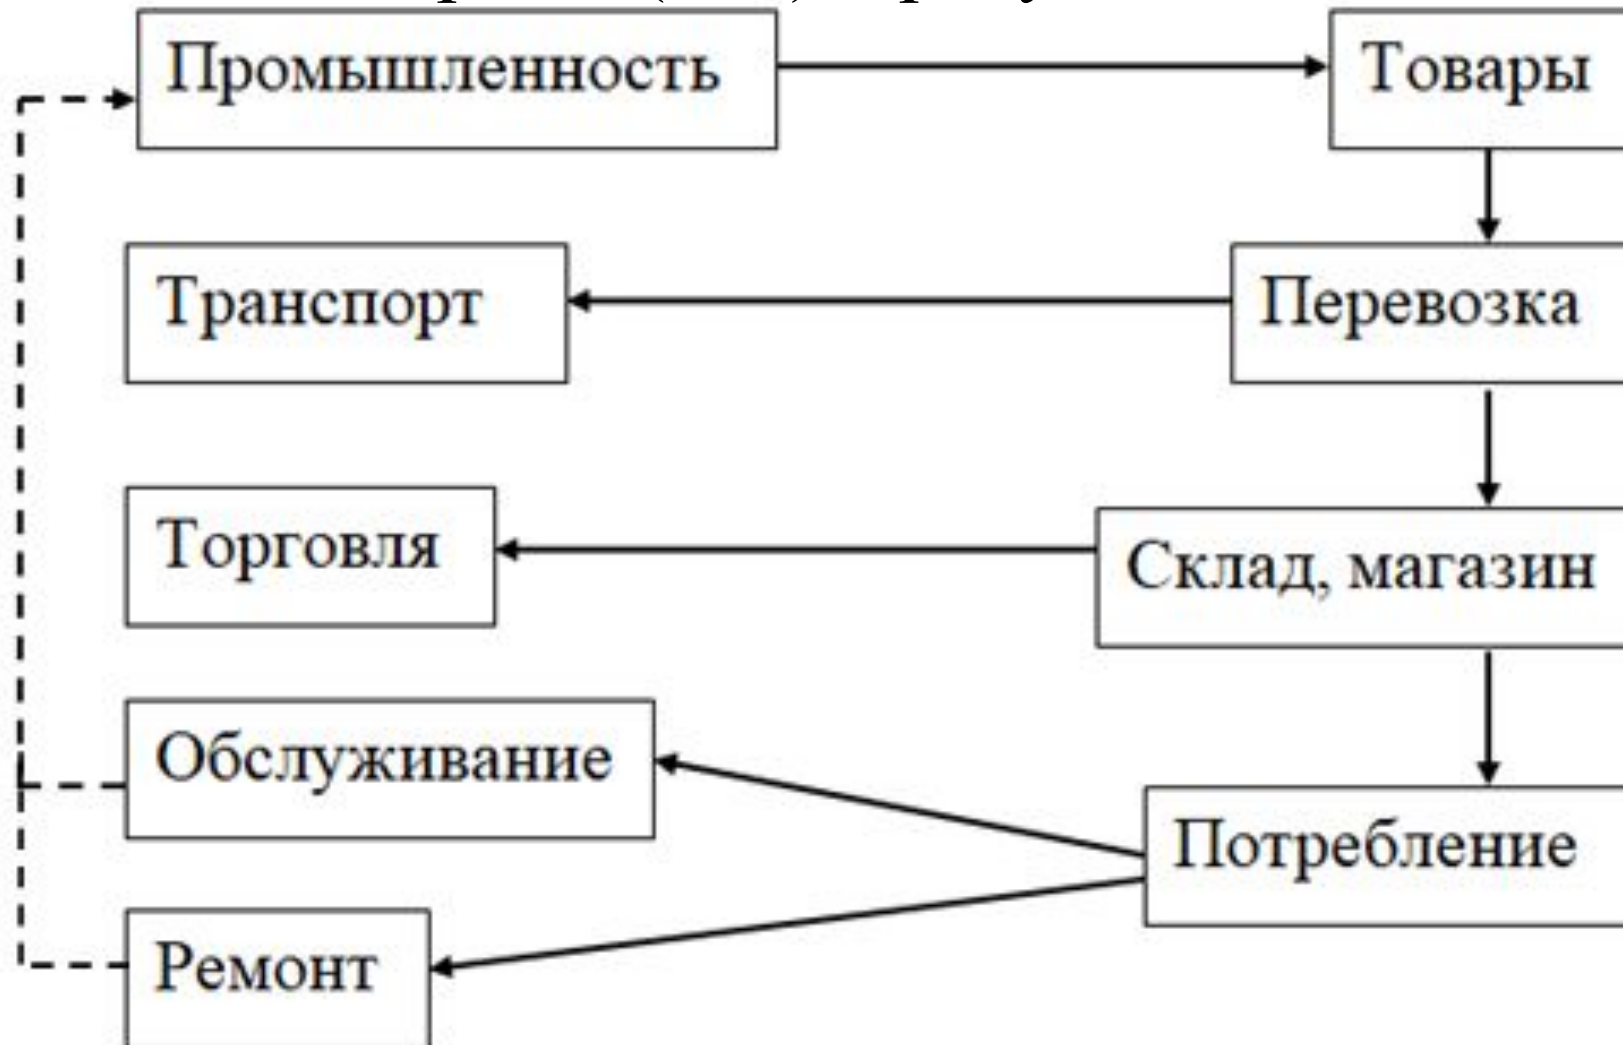 Промышленность
Товары
Транспорт
Перевозка
Торговля
Склад, магазин
Обслуживание
Потребление
Ремонт